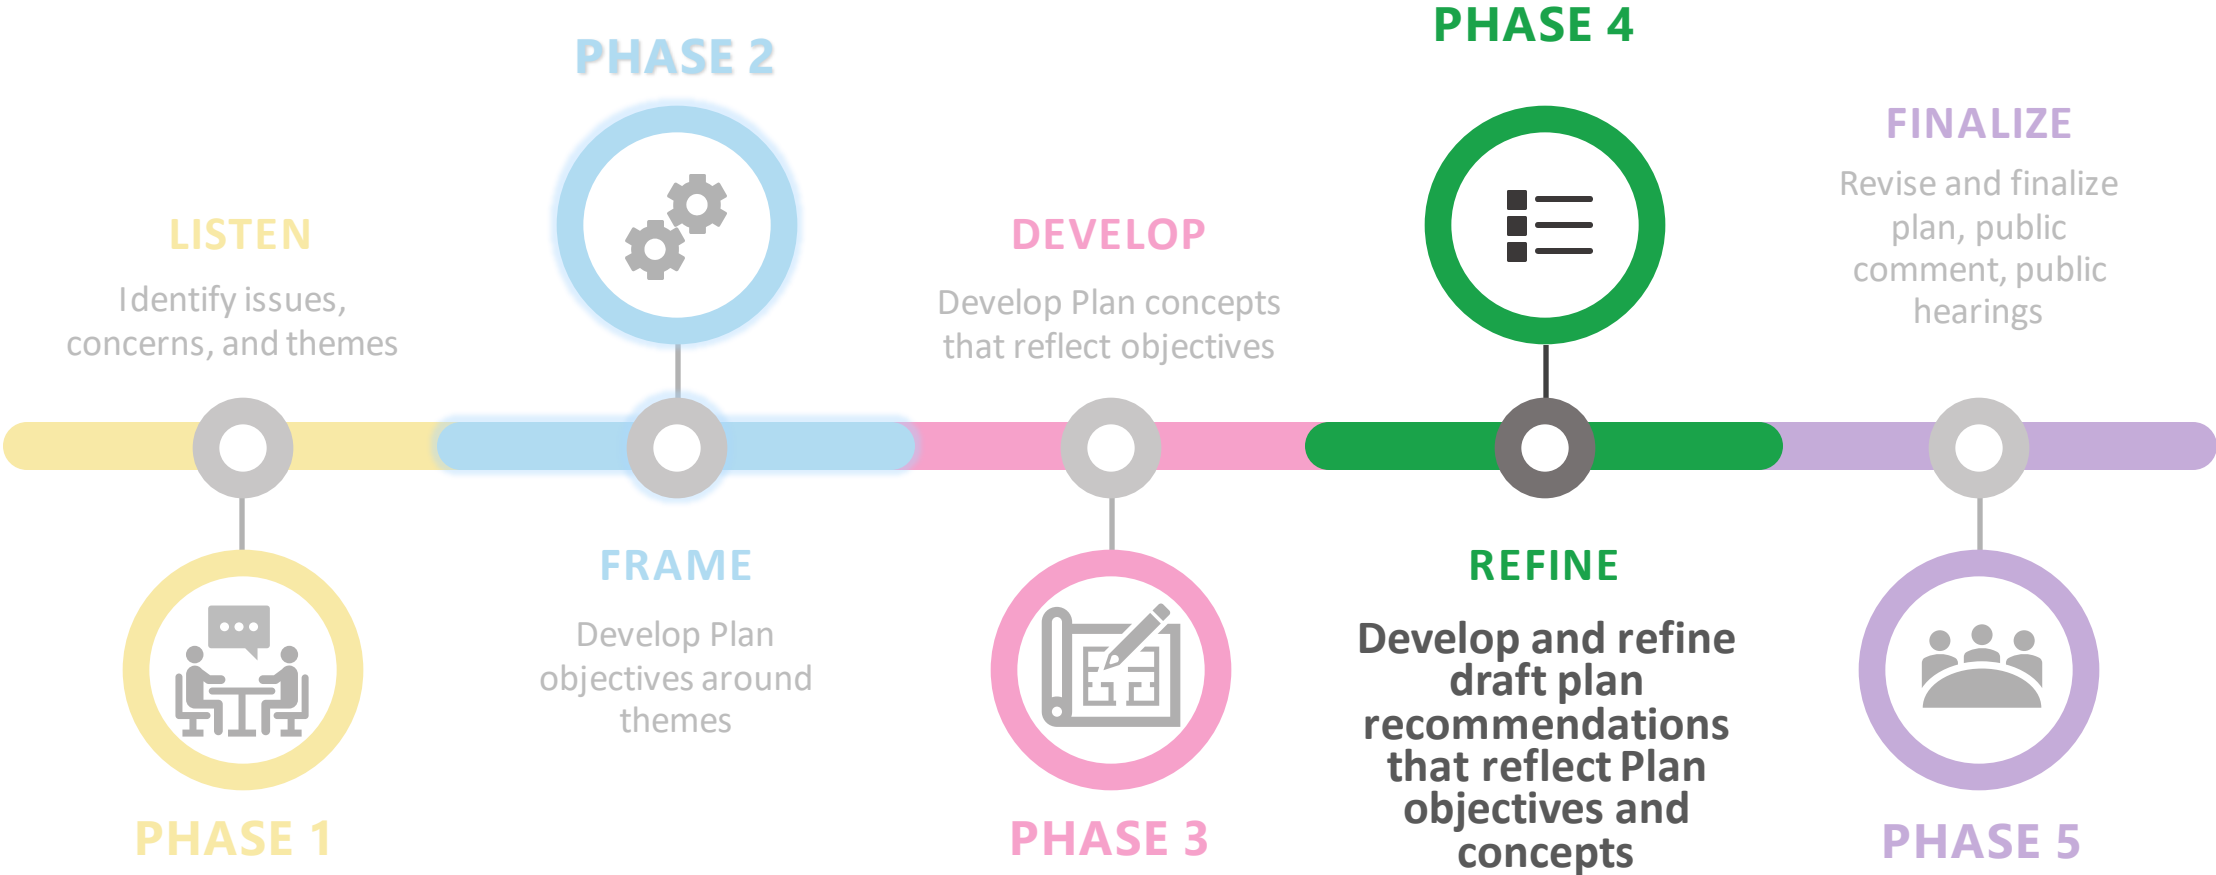 PHASE 1
LISTEN
Identify issues,
concerns, and themes
PHASE 2
FRAME
Develop Plan
objectives around
themes
PHASE 3
DEVELOP
Develop Plan concepts
that reflect objectives
PHASE 4
REFINE
Develop and refine
draft plan
recommendations
that reflect Plan
objectives and
concepts
PHASE 5
FINALIZE
Revise and finalize
plan, public
comment, public
hearings